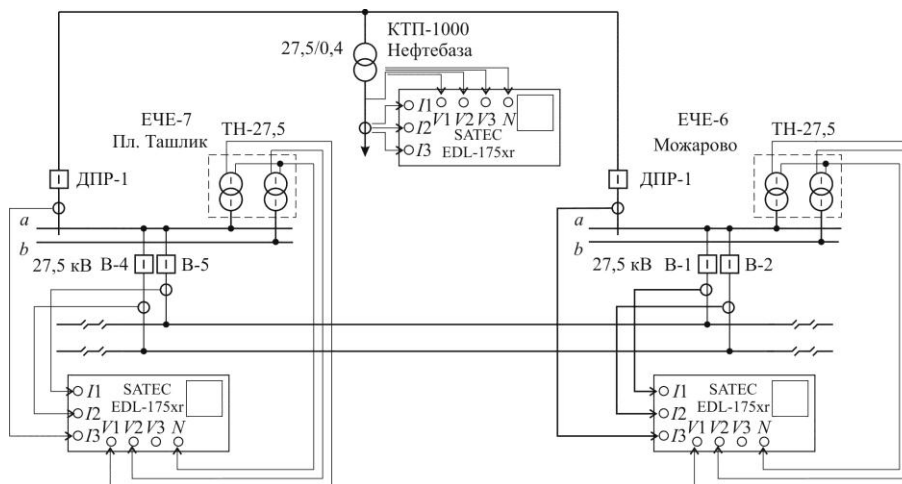 КТП-1000
Нефтебаза
27,5/0,4
I1
I2
I3
V1 V2 V3 N
SATEC
EDL-175xr
ЕЧЕ-7
Пл. Ташлик
ТН-27,5
ДПР-1
a
b
27,5 кВ
В-4
В-5
I1
I2
I3
SATEC
EDL-175xr
V1 V2 V3 N
ЕЧЕ-6
Можарово
ТН-27,5
ДПР-1
a
b
27,5 кВ
В-1
В-2
I1
I2
I3
SATEC
EDL-175xr
V1 V2 V3 N